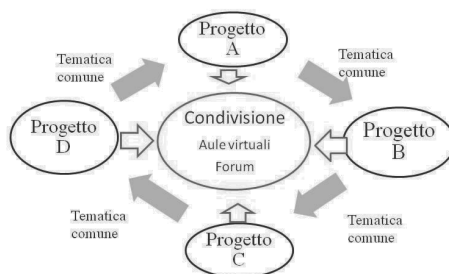 Progetto
A
Tematica
comune
Tematica
comune
Condivisione
Aule virtuali
Forum
Progetto
D
Progetto
B
Tematica
comune
Tematica
comune
Progetto
C